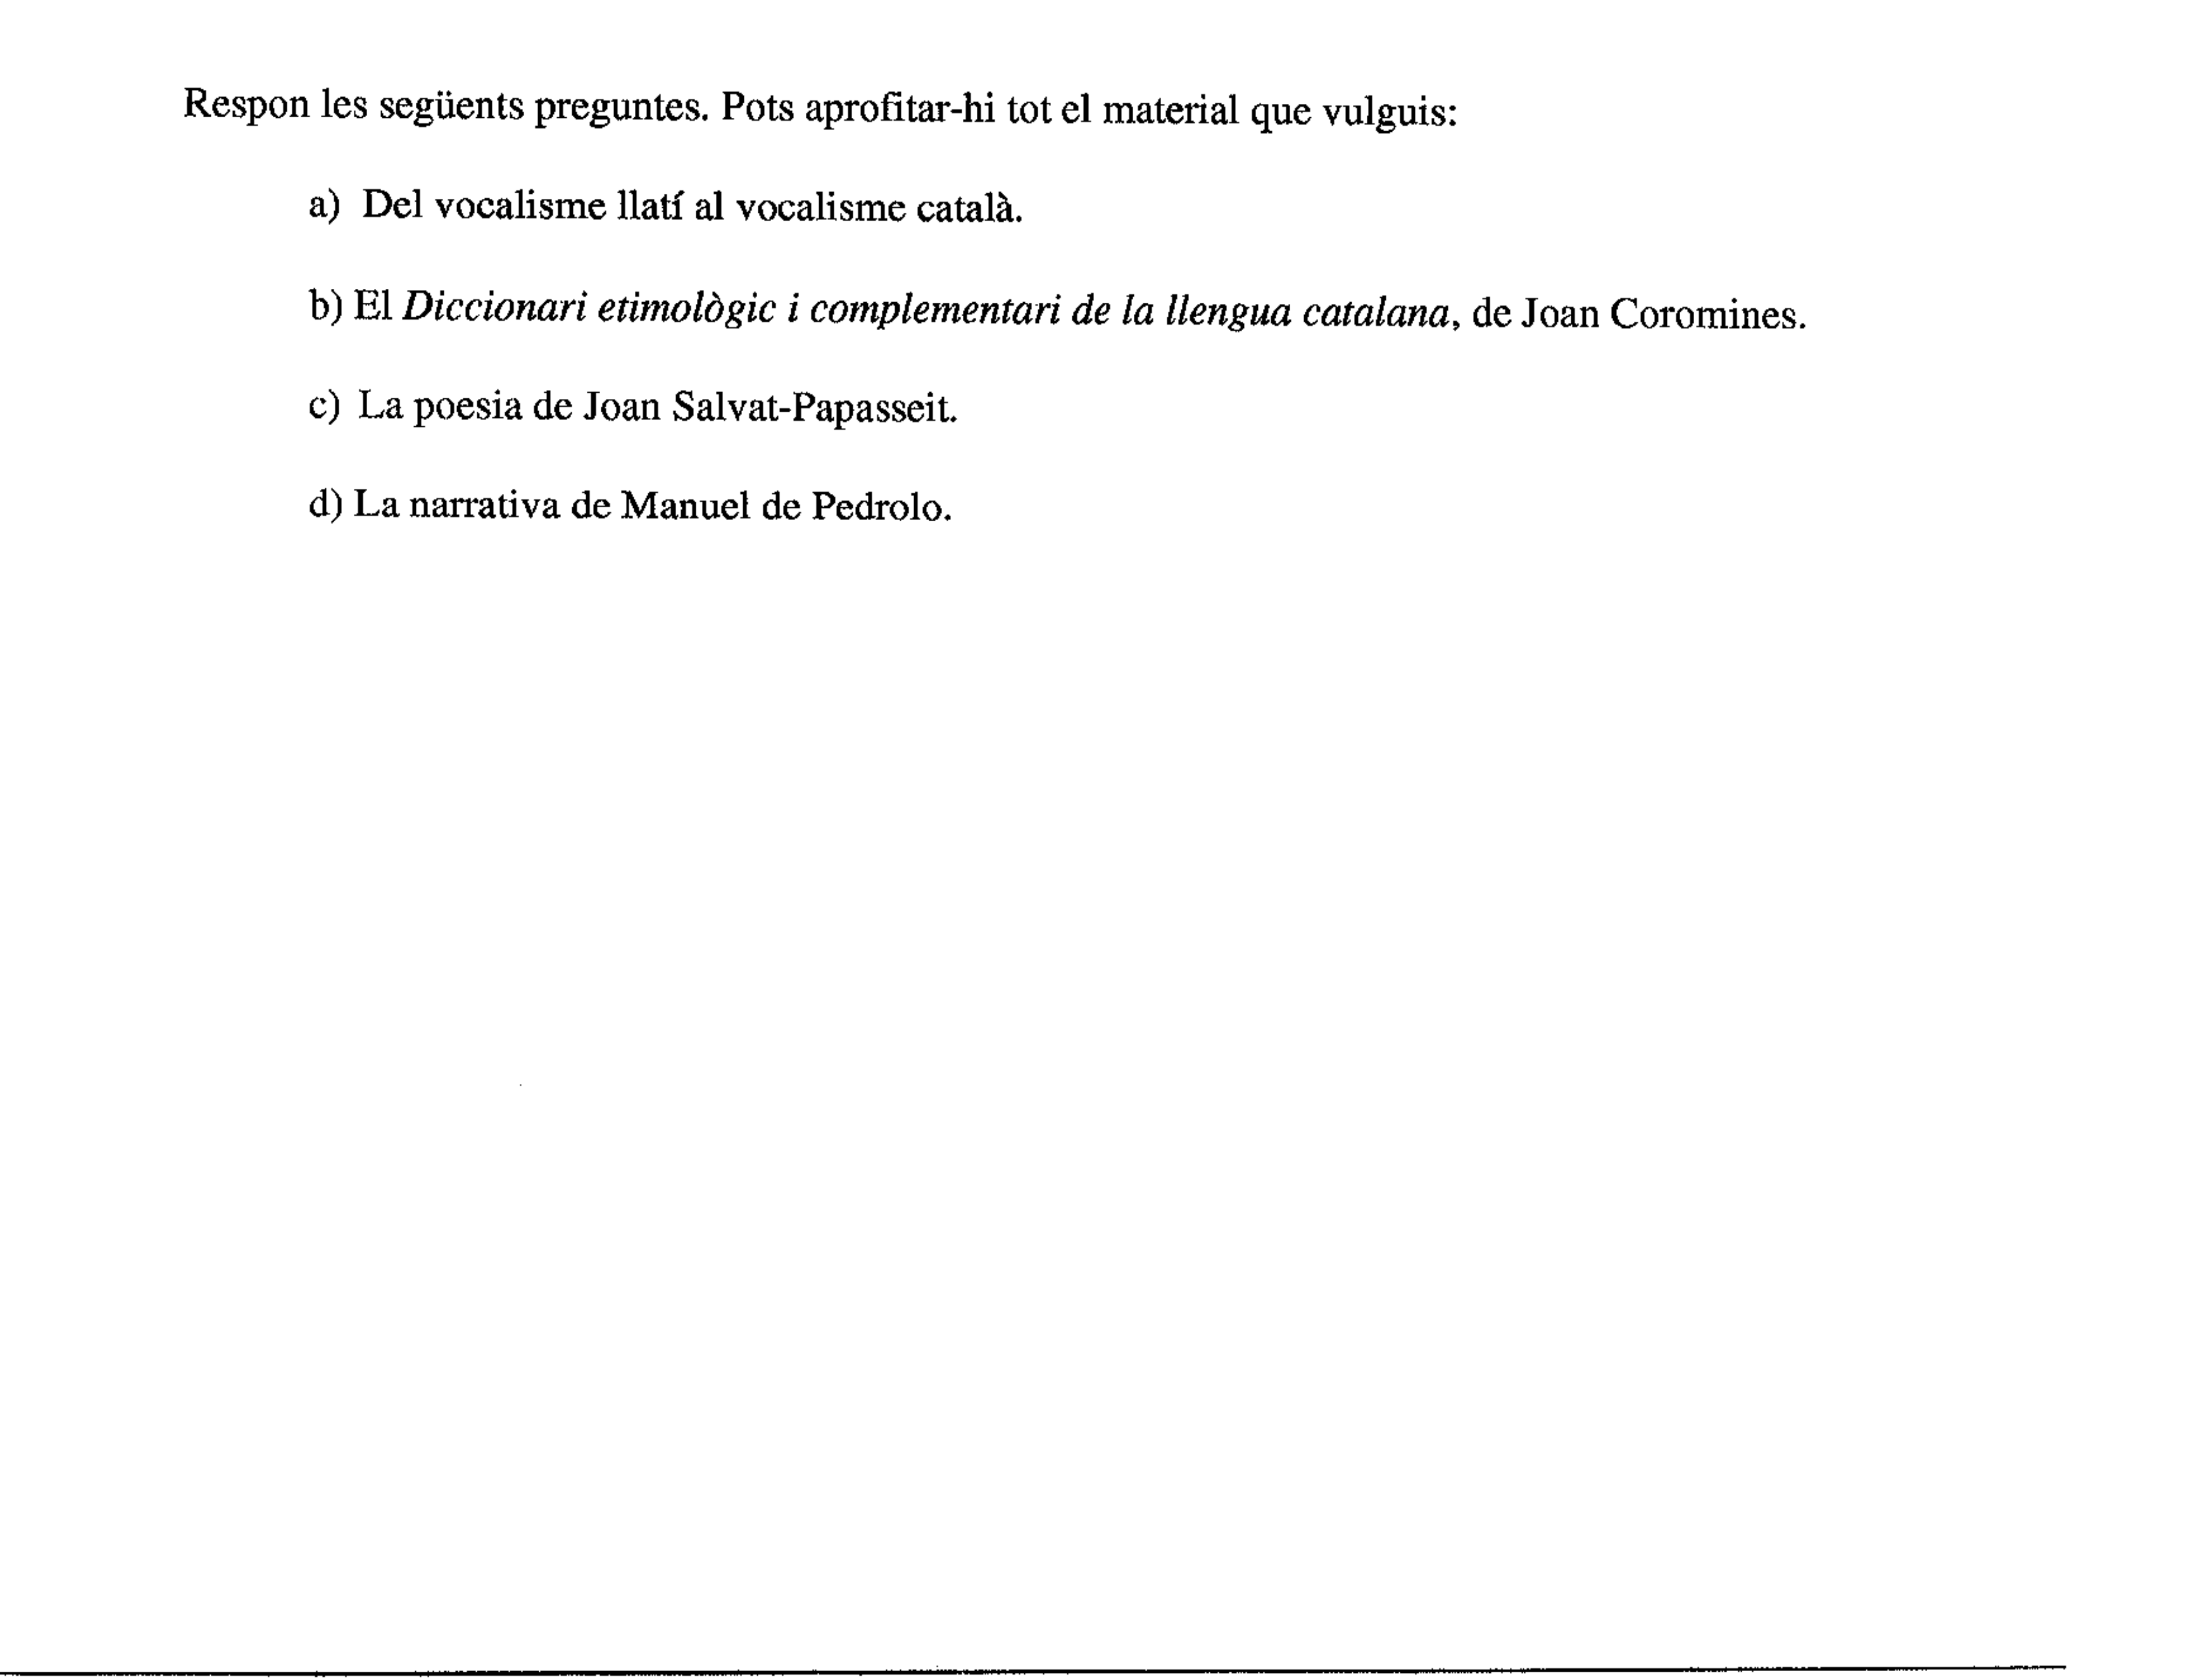 Respon les següents preguntes. Pots aprofitar-hi tot el material que vulguis:
a) Del vocalisme llatí al vocalisme català.
b) El Diccionari etimològic i complementari de la llengua catalana, de Joan Coromines.
c) La poesia de Joan Salvat-Papasseit.
d) La narrativa de Manuel de Pedrolo.